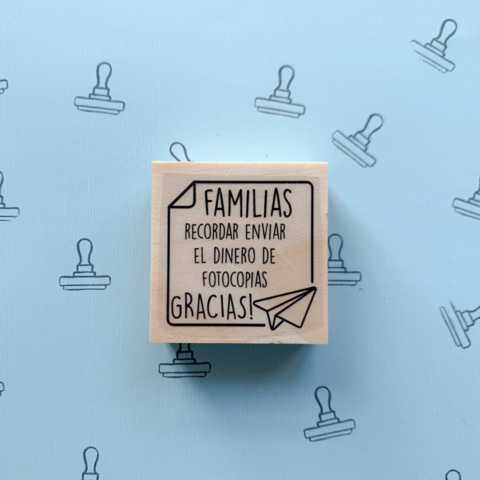 FAMILIAS
RECORDAR ENVIAR
EL DINERO DE
FOTOCOPIAS
GRACIAS!